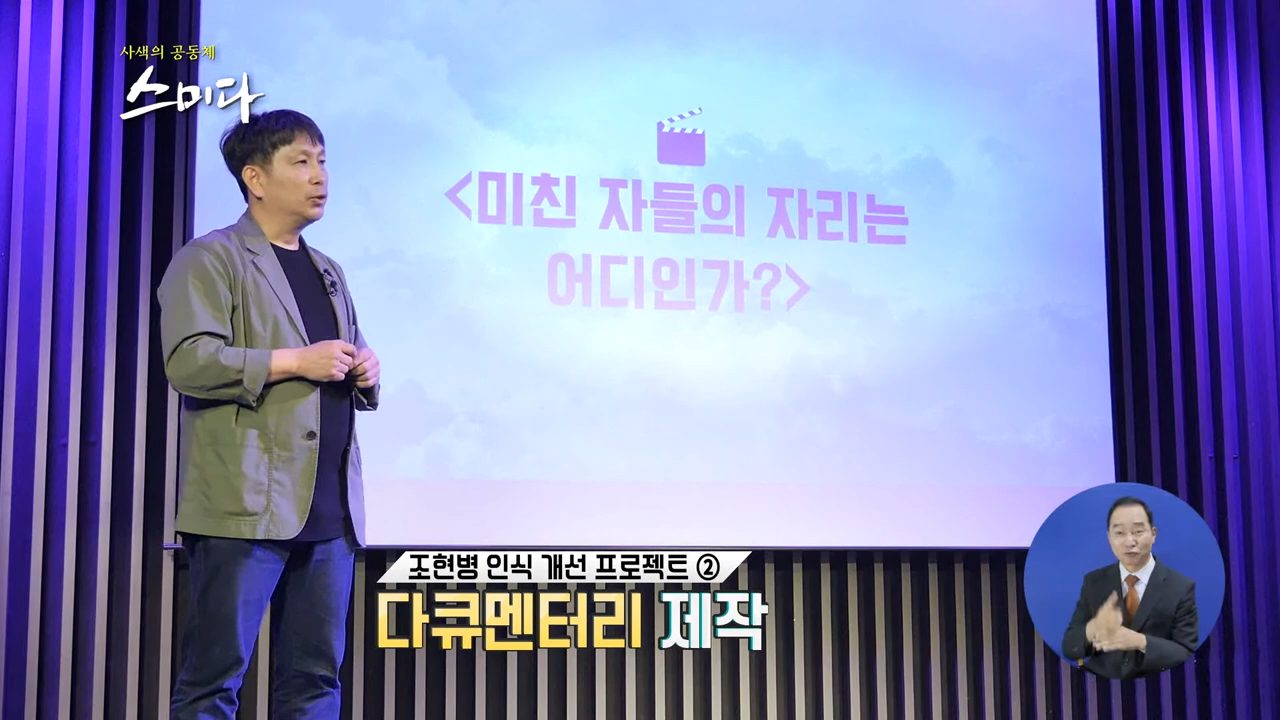 사색의 공동체
스미다
<미친 자들의 자리는
어디인가?>
조현병 인식 개선 프로젝트 ②
다큐멘터리 제작